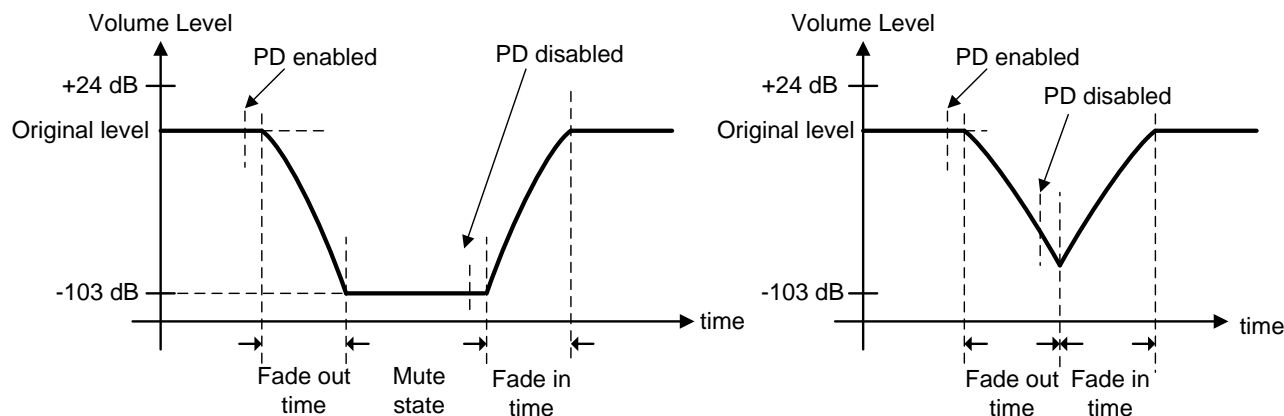 Volume Level
PD enabled
PD disabled
+24 dB
Original level
-103 dB
time
Fade out
time
Mute
state
Fade in
time
Volume Level
PD enabled
PD disabled
+24 dB
Original level
-103 dB
time
Fade out
time
Fade in
time